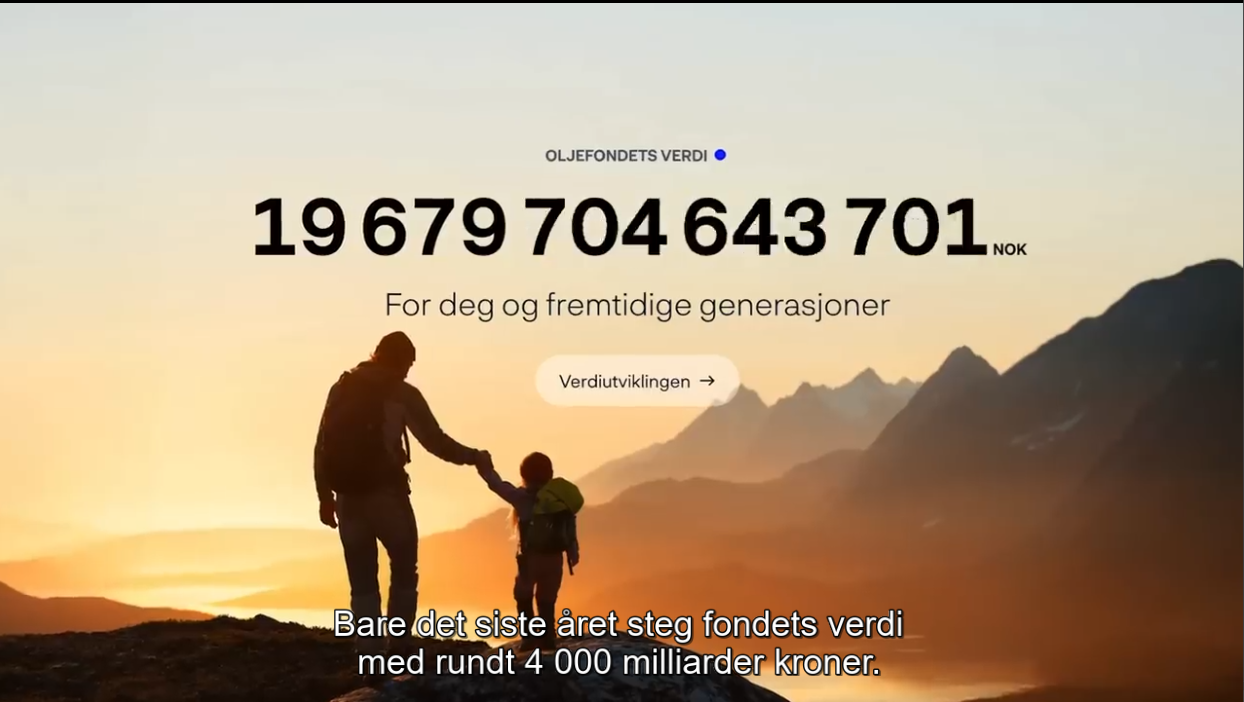 OLJEFONDETS VERDI
19 679 704 643 701 NOK
For deg og fremtidige generasjoner
Verdiutviklingen →
Bare det siste året steg fondets verdi
med rundt 4 000 milliarder kroner.